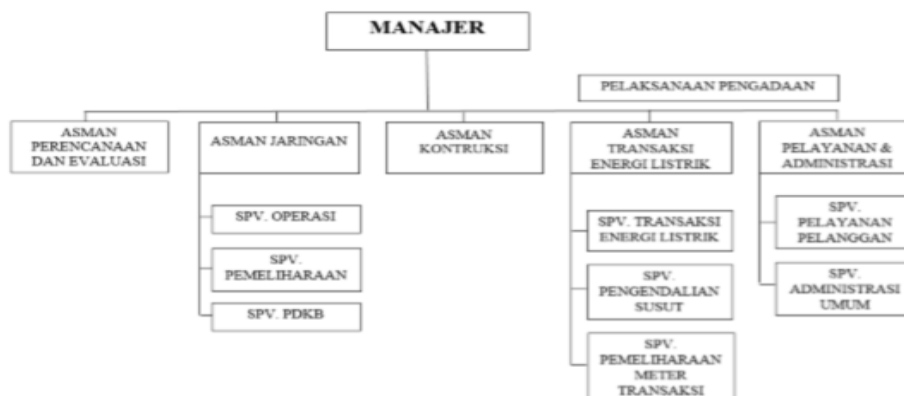 MANAJER
PELAKSANAAN PENGADAAN
ASMAN
PERENCANAAN
DAN EVALUASI
ASMAN JARINGAN
ASMAN
KONTRUKSI
ASMAN
TRANSAKSI
ENERGI LISTRIK
ASMAN
PELAYANAN &
ADMINISTRASI
SPV. OPERASI
SPV.
PEMELIHARAAN
SPV. PDKB
SPV. TRANSAKSI
ENERGI LISTRIK
SPV.
PENGENDALIAN
SUSUT
SPV.
PEMELIHARAAN
METER
TRANSAKSI
SPV.
PELAYANAN
PELANGGAN
SPV.
ADMINISTRASI
UMUM